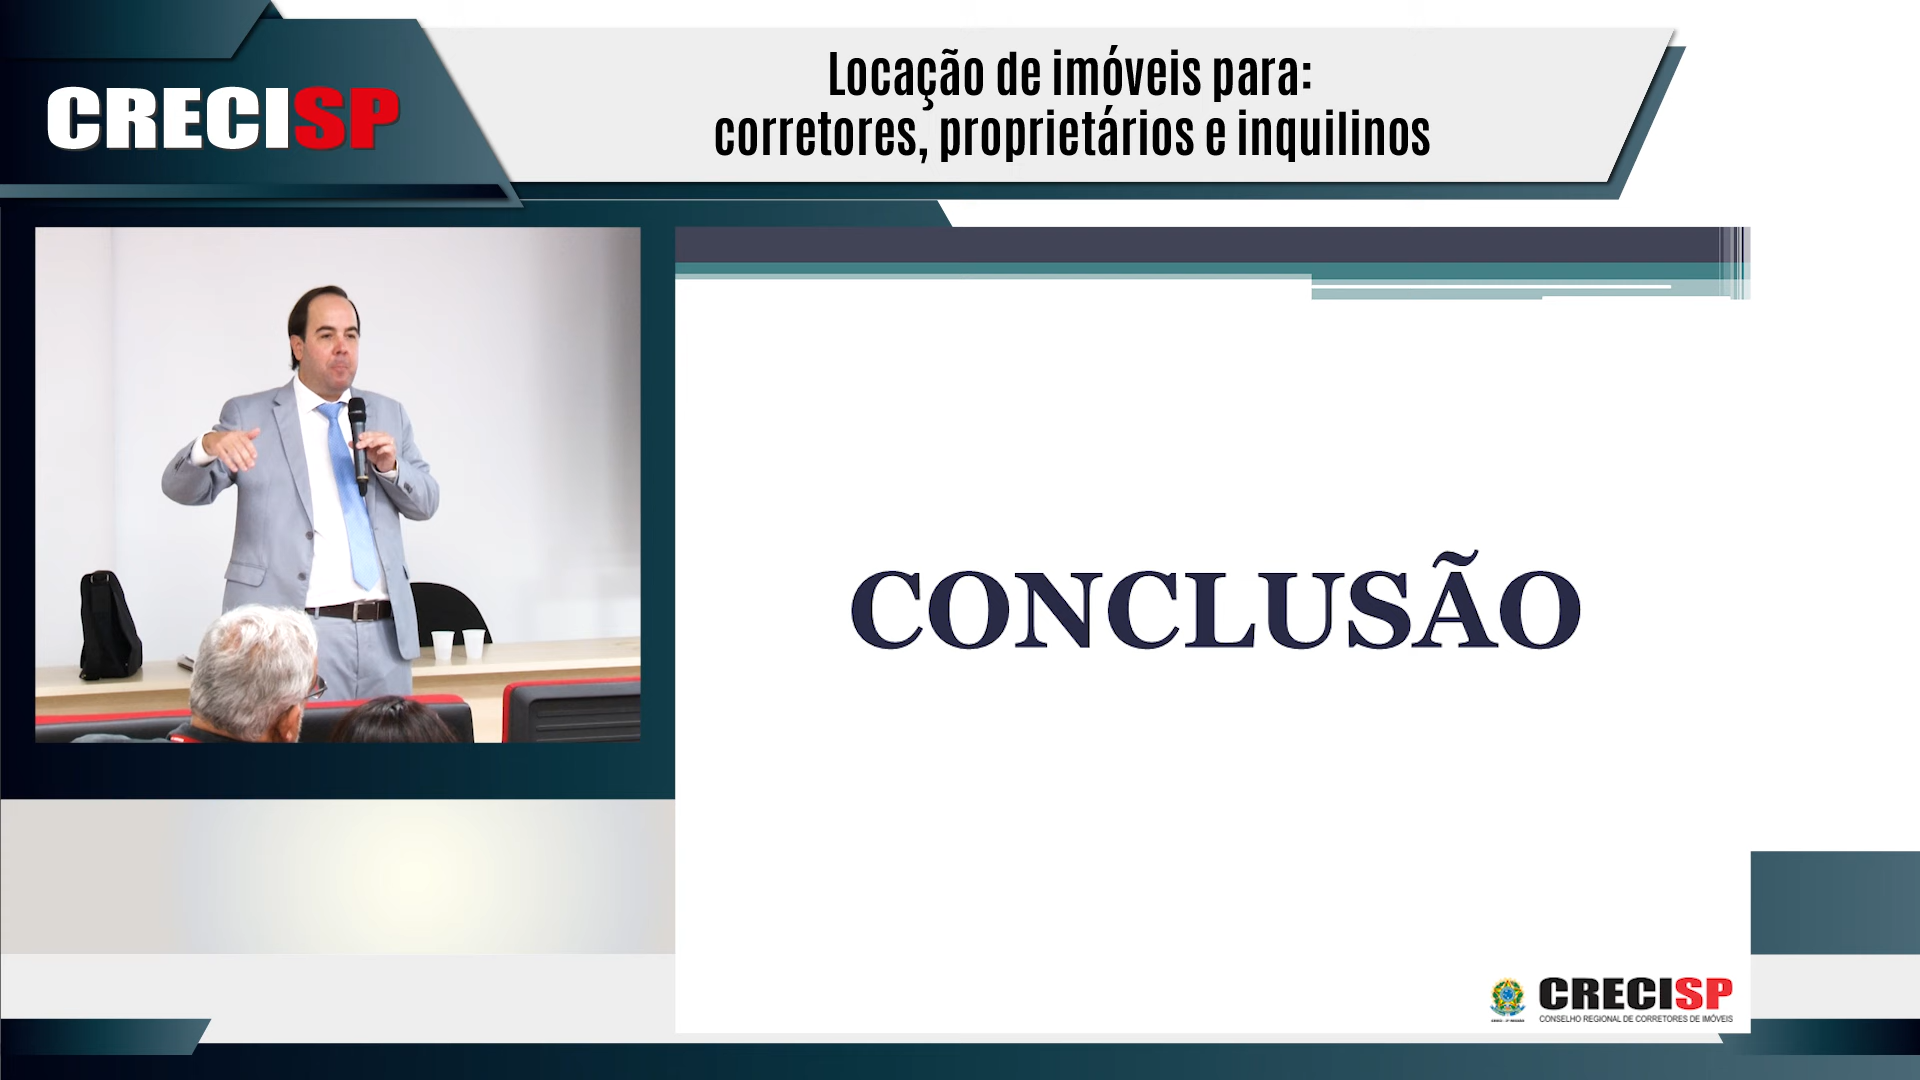 CRECISP
Locação de imóveis para:
corretores, proprietários e inquilinos
CONCLUSÃO
CRECISP
CONSELHO REGIONAL DE CORRETORES DE IMÓVEIS